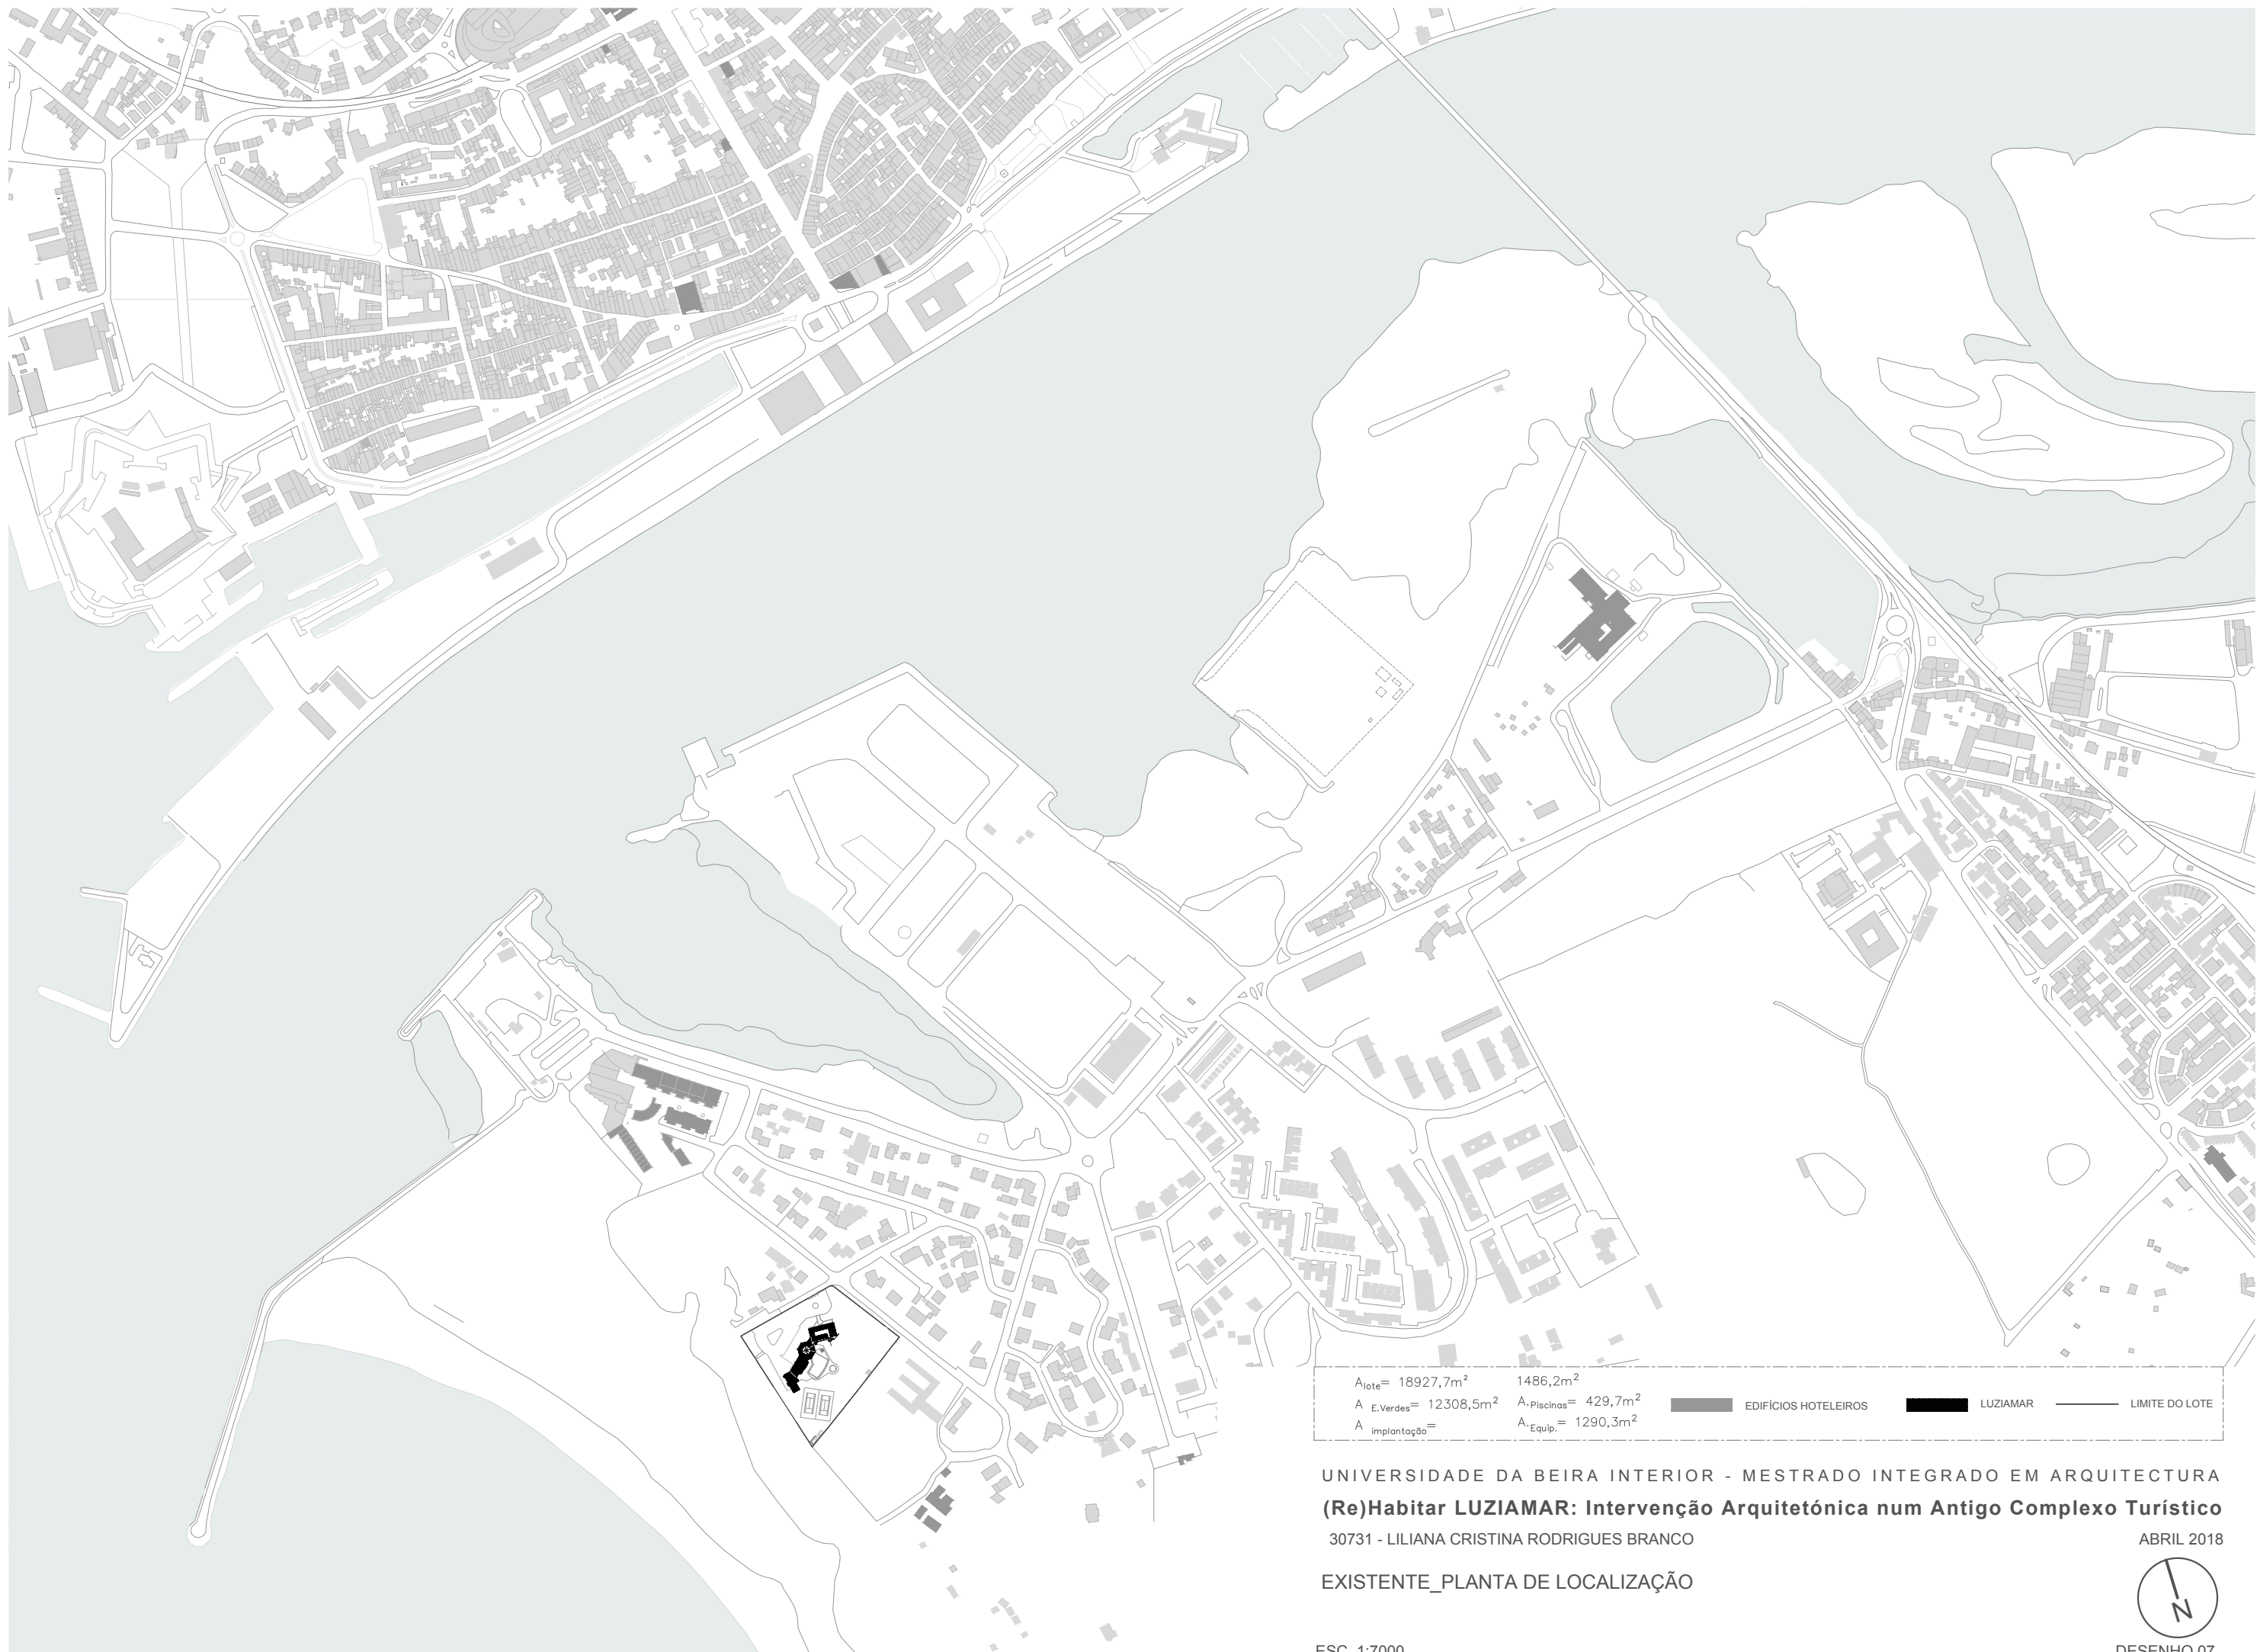 Alote= 18927,7m²
A E.Verdes= 12308,5m²
A implantação=
1486,2m²
A.Piscinas= 429,7m²
A.Equip.= 1290,3m²
EDIFÍCIOS HOTELEIROS
LUZIAMAR
LIMITE DO LOTE
UNIVERSIDADE DA BEIRA INTERIOR - MESTRADO INTEGRADO EM ARQUITECTURA
(Re)Habitar LUZIAMAR: Intervenção Arquitetónica num Antigo Complexo Turístico
30731 - LILIANA CRISTINA RODRIGUES BRANCO
ABRIL 2018
EXISTENTE_PLANTA DE LOCALIZAÇÃO
N
ESC. 1:7000
DESENHO 07